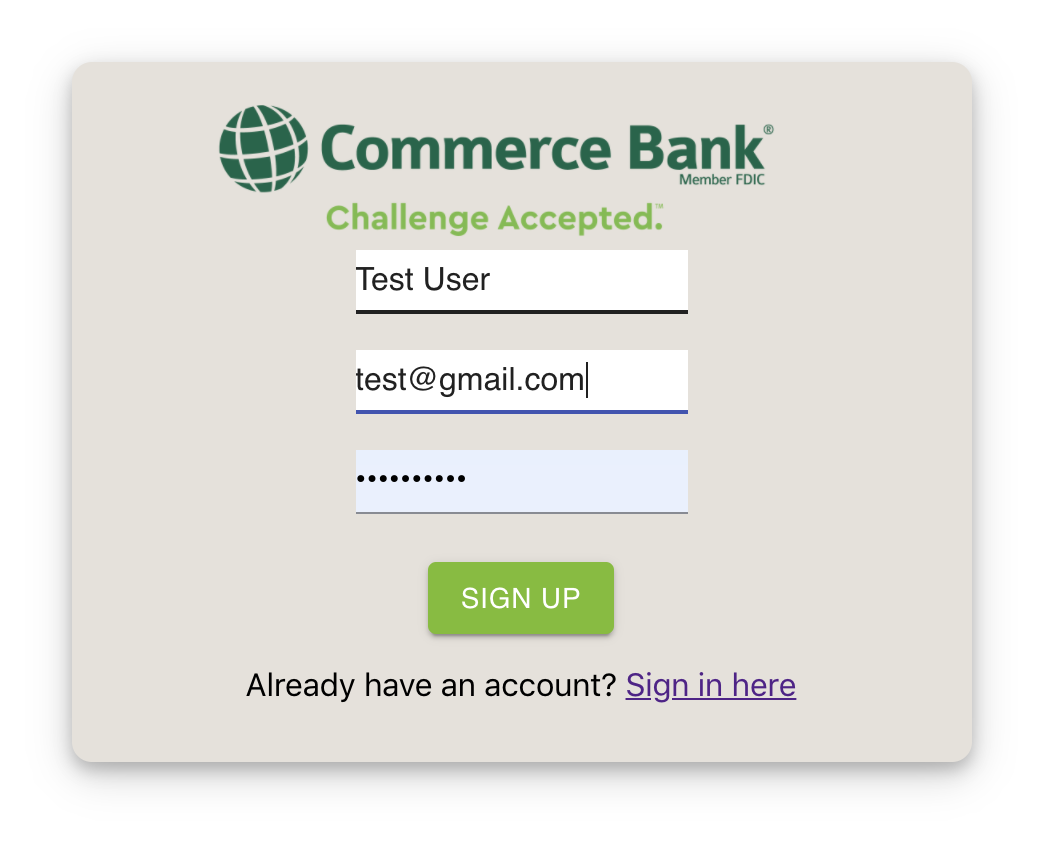 Commerce Bank®
Member FDIC
Challenge Accepted.™
Test User
test@gmail.com
••••••••••
SIGN UP
Already have an account? Sign in here